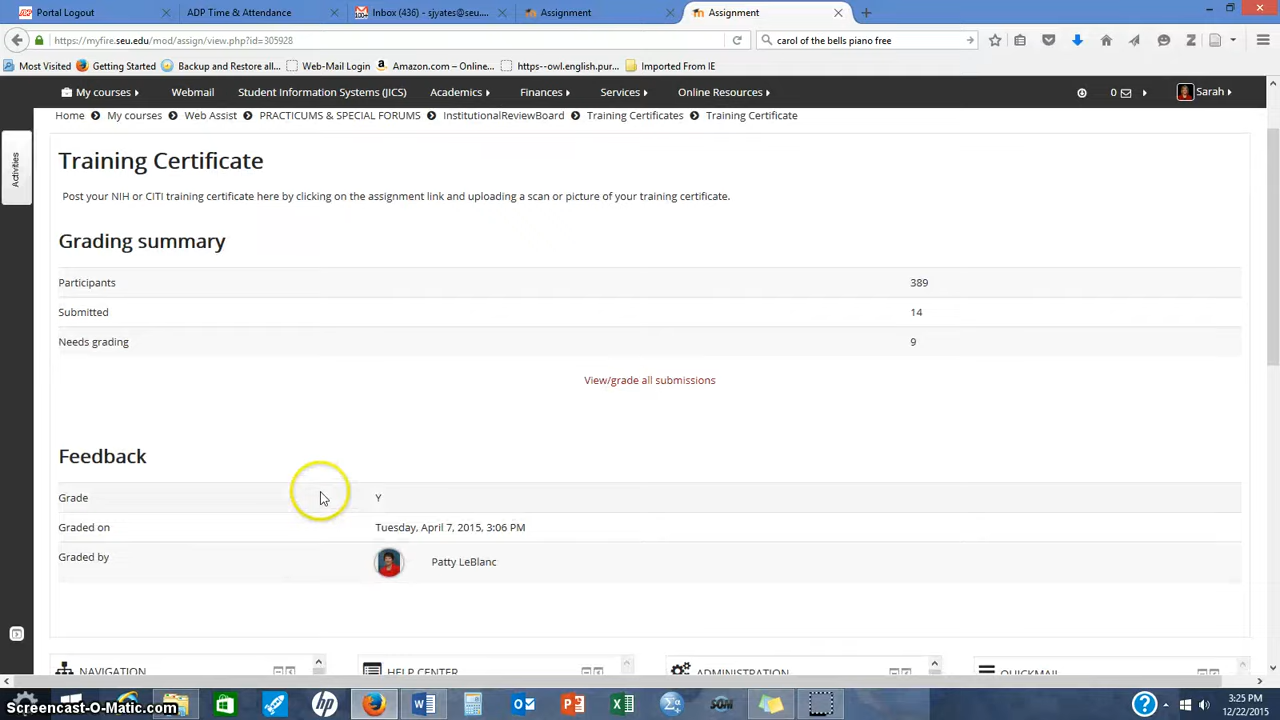 Portal Logout
ADP Time & Attendance
Inbox (436) - sjyates@seu....
Assignment
Assignment
https://myfire.seu.edu/mod/assign/view.php?id=305928
carol of the bells piano free
Most Visited
Getting Started
Backup and Restore all...
Web-Mail Login
Amazon.com – Online...
https--owl.english.pur...
Imported From IE
My courses
Webmail
Student Information Systems (JICS)
Academics
Finances
Services
Online Resources
0
Sarah
Home
My courses
Web Assist
PRACTICUMS & SPECIAL FORUMS
InstitutionalReviewBoard
Training Certificates
Training Certificate
Activities
Training Certificate
Post your NIH or CITI training certificate here by clicking on the assignment link and uploading a scan or picture of your training certificate.
Grading summary
Participants 389
Submitted 14
Needs grading 9
View/grade all submissions
Feedback
Grade Y
Graded on Tuesday, April 7, 2015, 3:06 PM
Graded by Patty LeBlanc
NAVIGATION
HELP CENTER
ADMINISTRATION
QUICKMAIL
Screencast-O-Matic.com
3:25 PM
12/22/2015